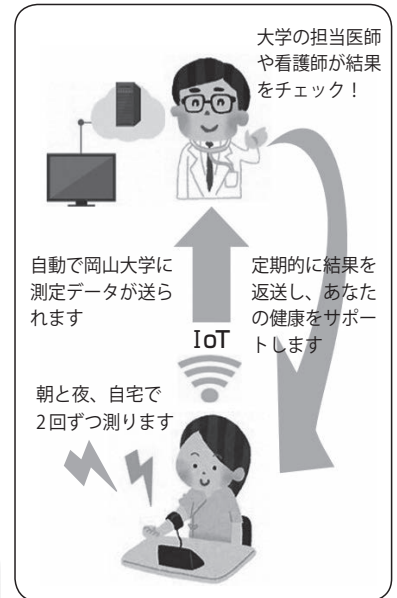 大学の担当医師
や看護師が結果
をチェック！
自動で岡山大学に
測定データが送ら
れます
定期的に結果を
返送し、あなた
の健康をサポー
トします
IoT
朝と夜、自宅で
2回ずつ測ります